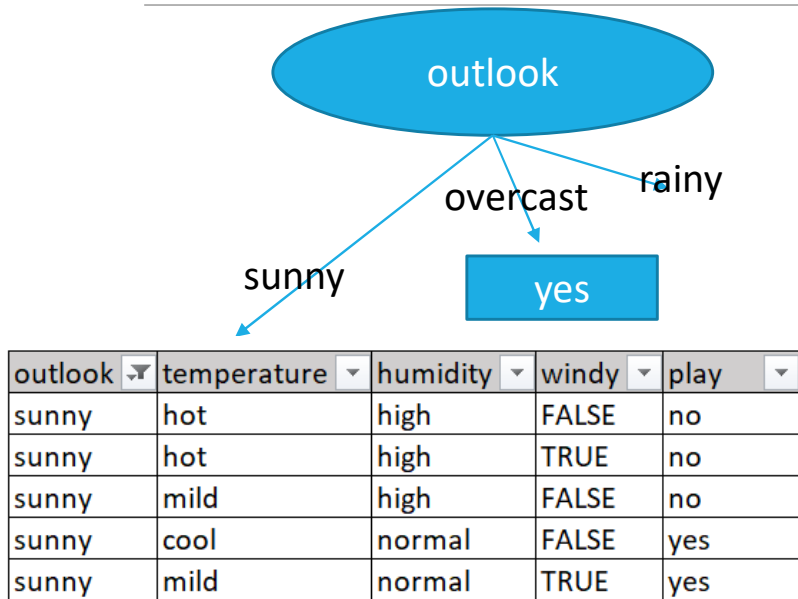 outlook
rainy
overcast
sunny
yes
outlook temperature humidity windy play
sunny hot high FALSE no
sunny hot high TRUE no
sunny mild high FALSE no
sunny cool normal FALSE yes
sunny mild normal TRUE yes